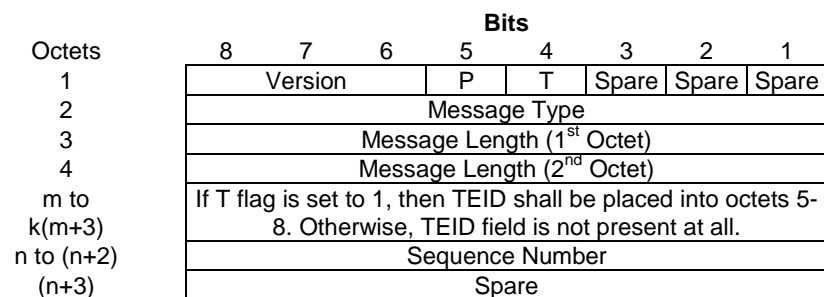 Bits
Octets 8 7 6 5 4 3 2 1
1 Version P T Spare Spare Spare
2 Message Type
3 Message Length (1st Octet)
4 Message Length (2nd Octet)
m to k(m+3) If T flag is set to 1, then TEID shall be placed into octets 5-
8. Otherwise, TEID field is not present at all.
n to (n+2) Sequence Number
(n+3) Spare